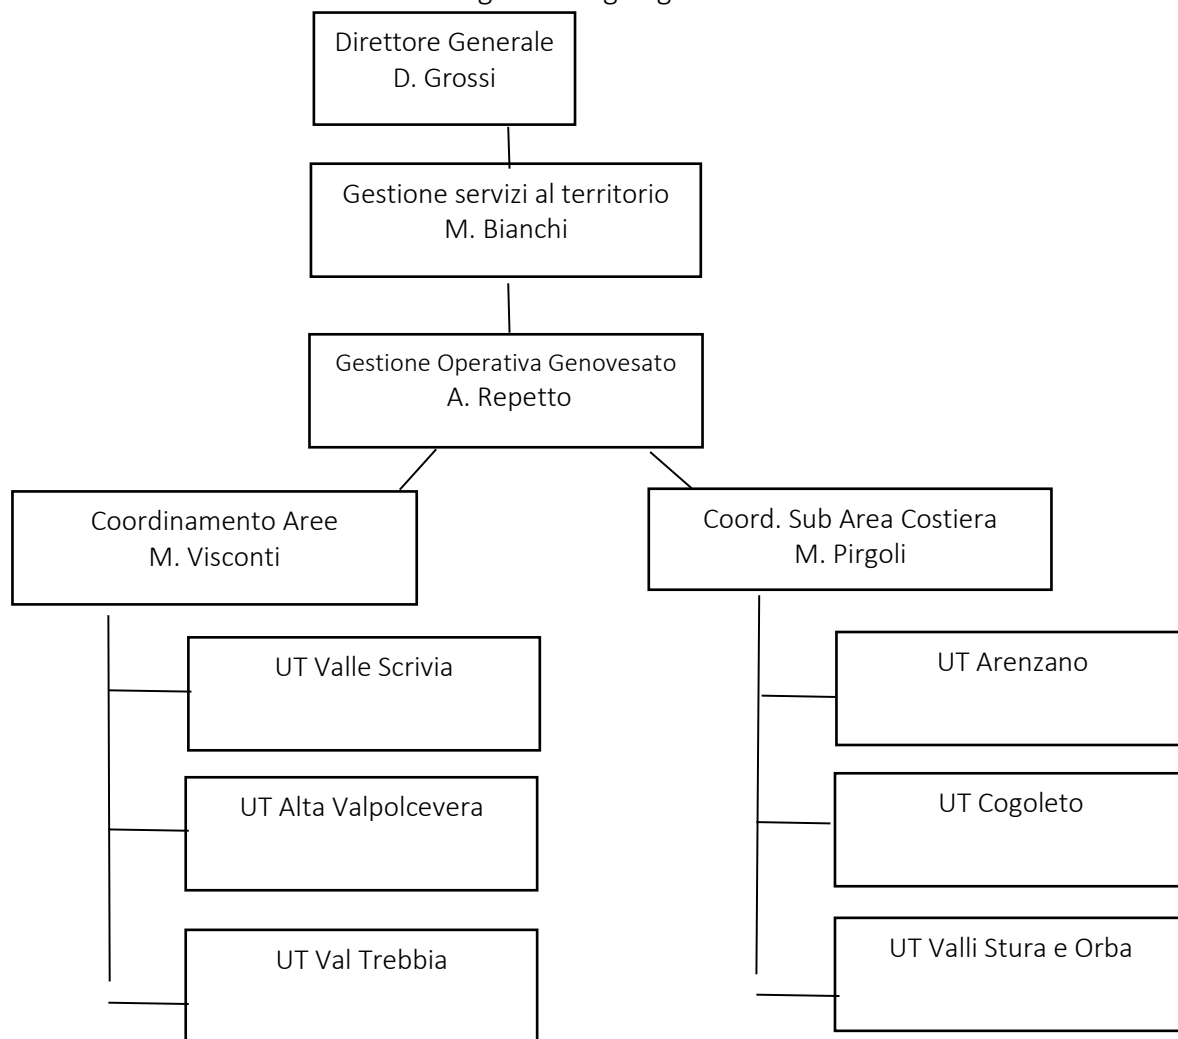 Direttore Generale
D. Grossi
Gestione servizi al territorio
M. Bianchi
Gestione Operativa Genovesato
A. Repetto
Coordinamento Aree
M. Visconti
Coord. Sub Area Costiera
M. Pirgoli
UT Valle Scrivia
UT Alta Valpolcevera
UT Val Trebbia
UT Arenzano
UT Cogoleto
UT Valli Stura e Orba